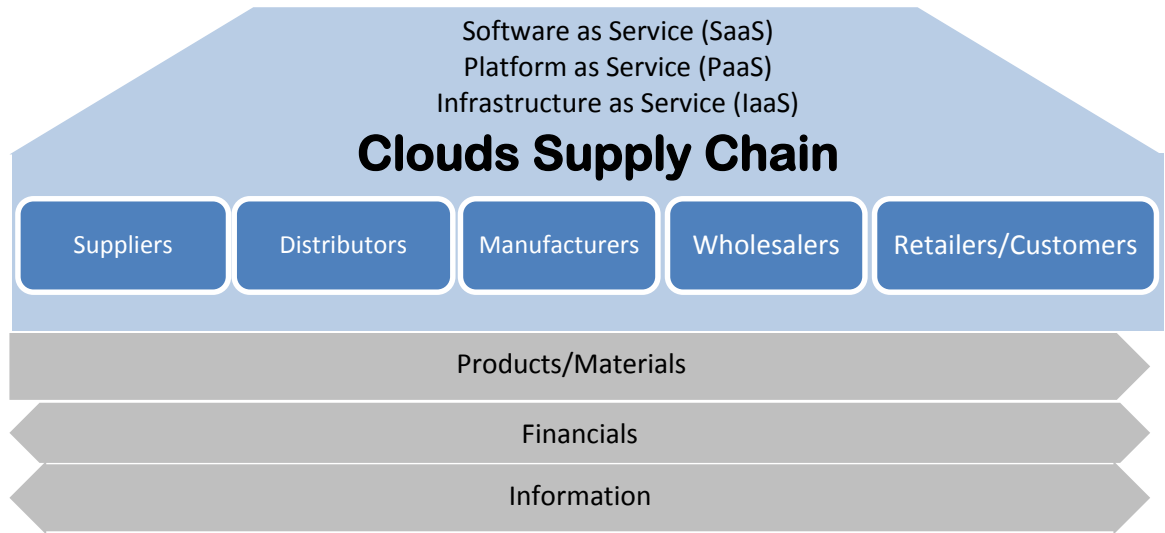 Software as Service (SaaS)
Platform as Service (PaaS)
Infrastructure as Service (IaaS)
Clouds Supply Chain
Suppliers
Distributors
Manufacturers
Wholesalers
Retailers/Customers
Products/Materials
Financials
Information